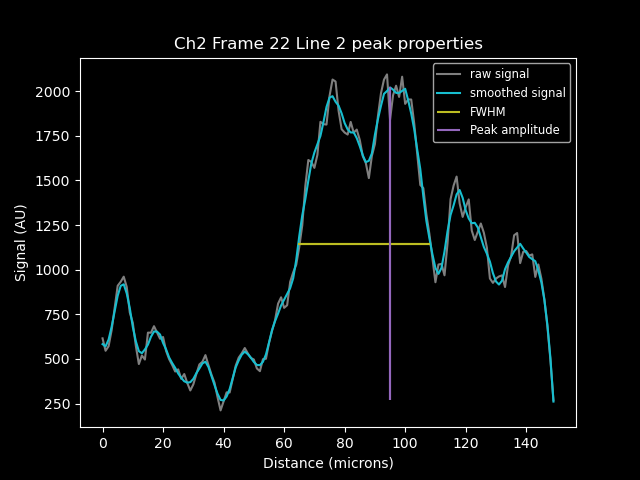 Ch2 Frame 22 Line 2 peak properties
raw signal
smoothed signal
FWHM
Peak amplitude
2000
1750
1500
1250
1000
750
500
250
Signal (AU)
0 20 40 60 80 100 120 140
Distance (microns)